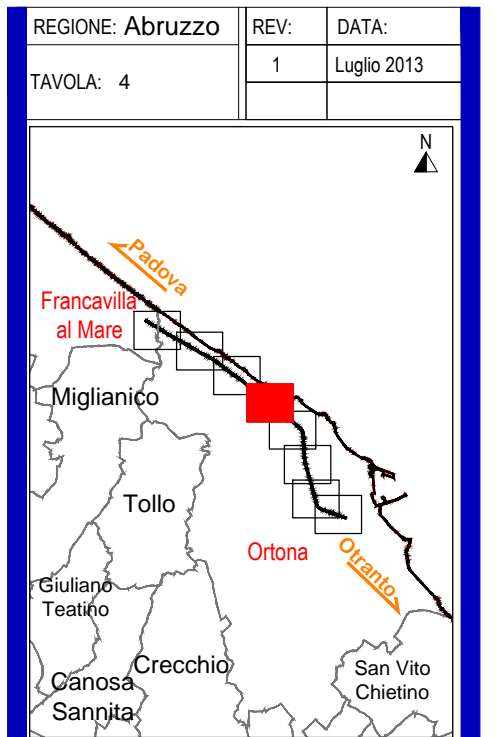 REGIONE: Abruzzo
REV:
DATA:
TAVOLA: 4
1
Luglio 2013
N
Padova
Francavilla
al Mare
Miglianico
Tollo
Ortona
Otranto
Giuliano
Teatino
Crecchio
San Vito
Chietino
Canosa
Sannita